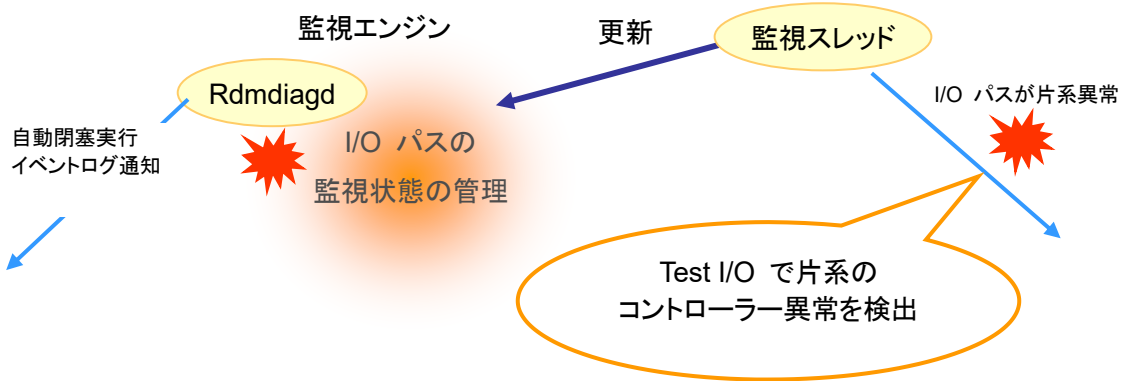 監視エンジン
更新
監視スレッド
Rdmdiagd
I/O パスが片系異常
自動閉塞実行
イベントログ通知
I/O パスの
監視状態の管理
Test I/O で片系の
コントローラー異常を検出